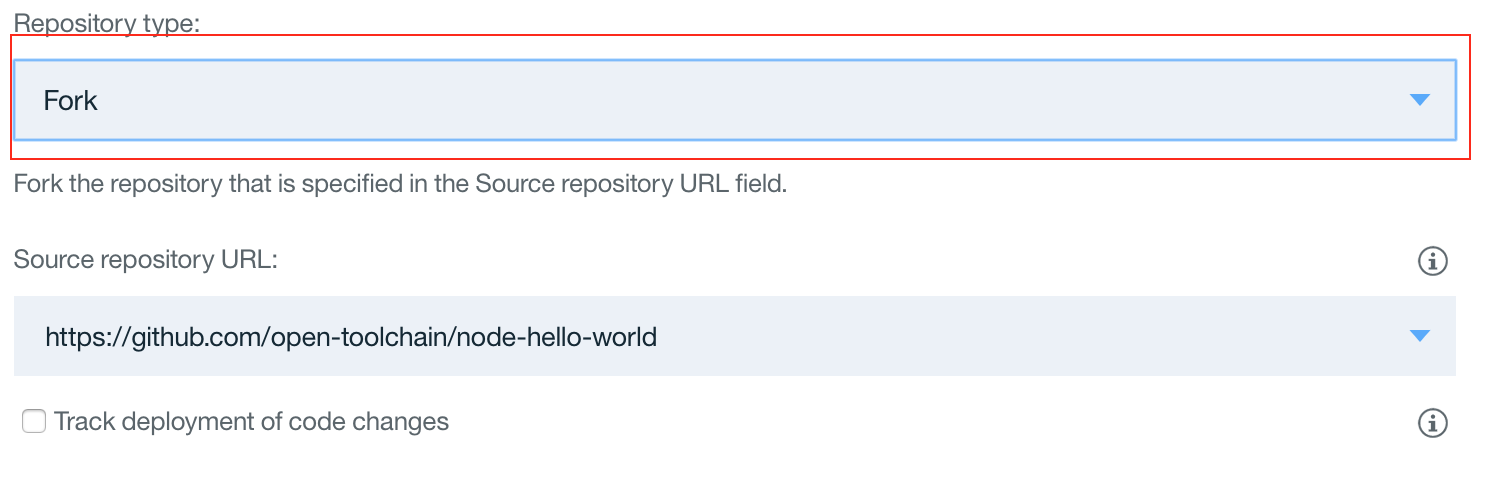 Repository type:
Fork
Fork the repository that is specified in the Source repository URL field.
Source repository URL:
https://github.com/open-toolchain/node-hello-world
Track deployment of code changes